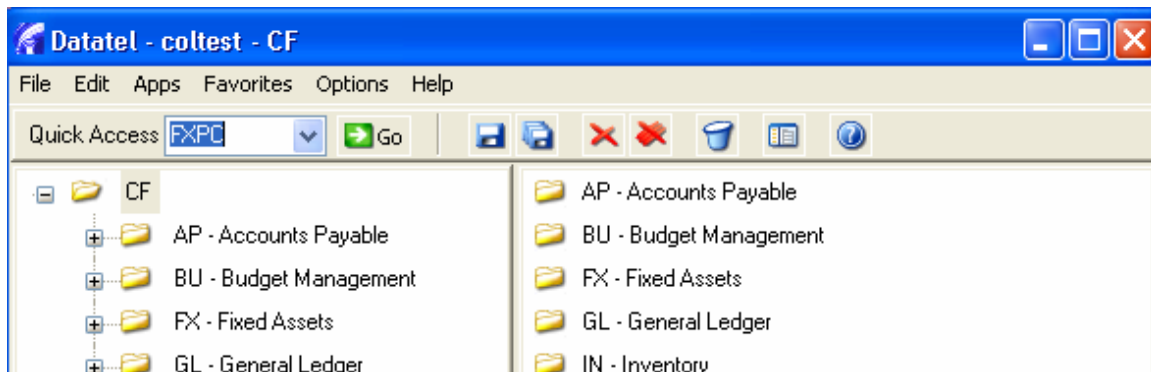 Datatel - coltest - CF
File Edit Apps Favorites Options Help
Quick Access FXPC Go
CF
AP - Accounts Payable
BU - Budget Management
FX - Fixed Assets
GL - General Ledger
AP - Accounts Payable
BU - Budget Management
FX - Fixed Assets
GL - General Ledger
IN - Inventory